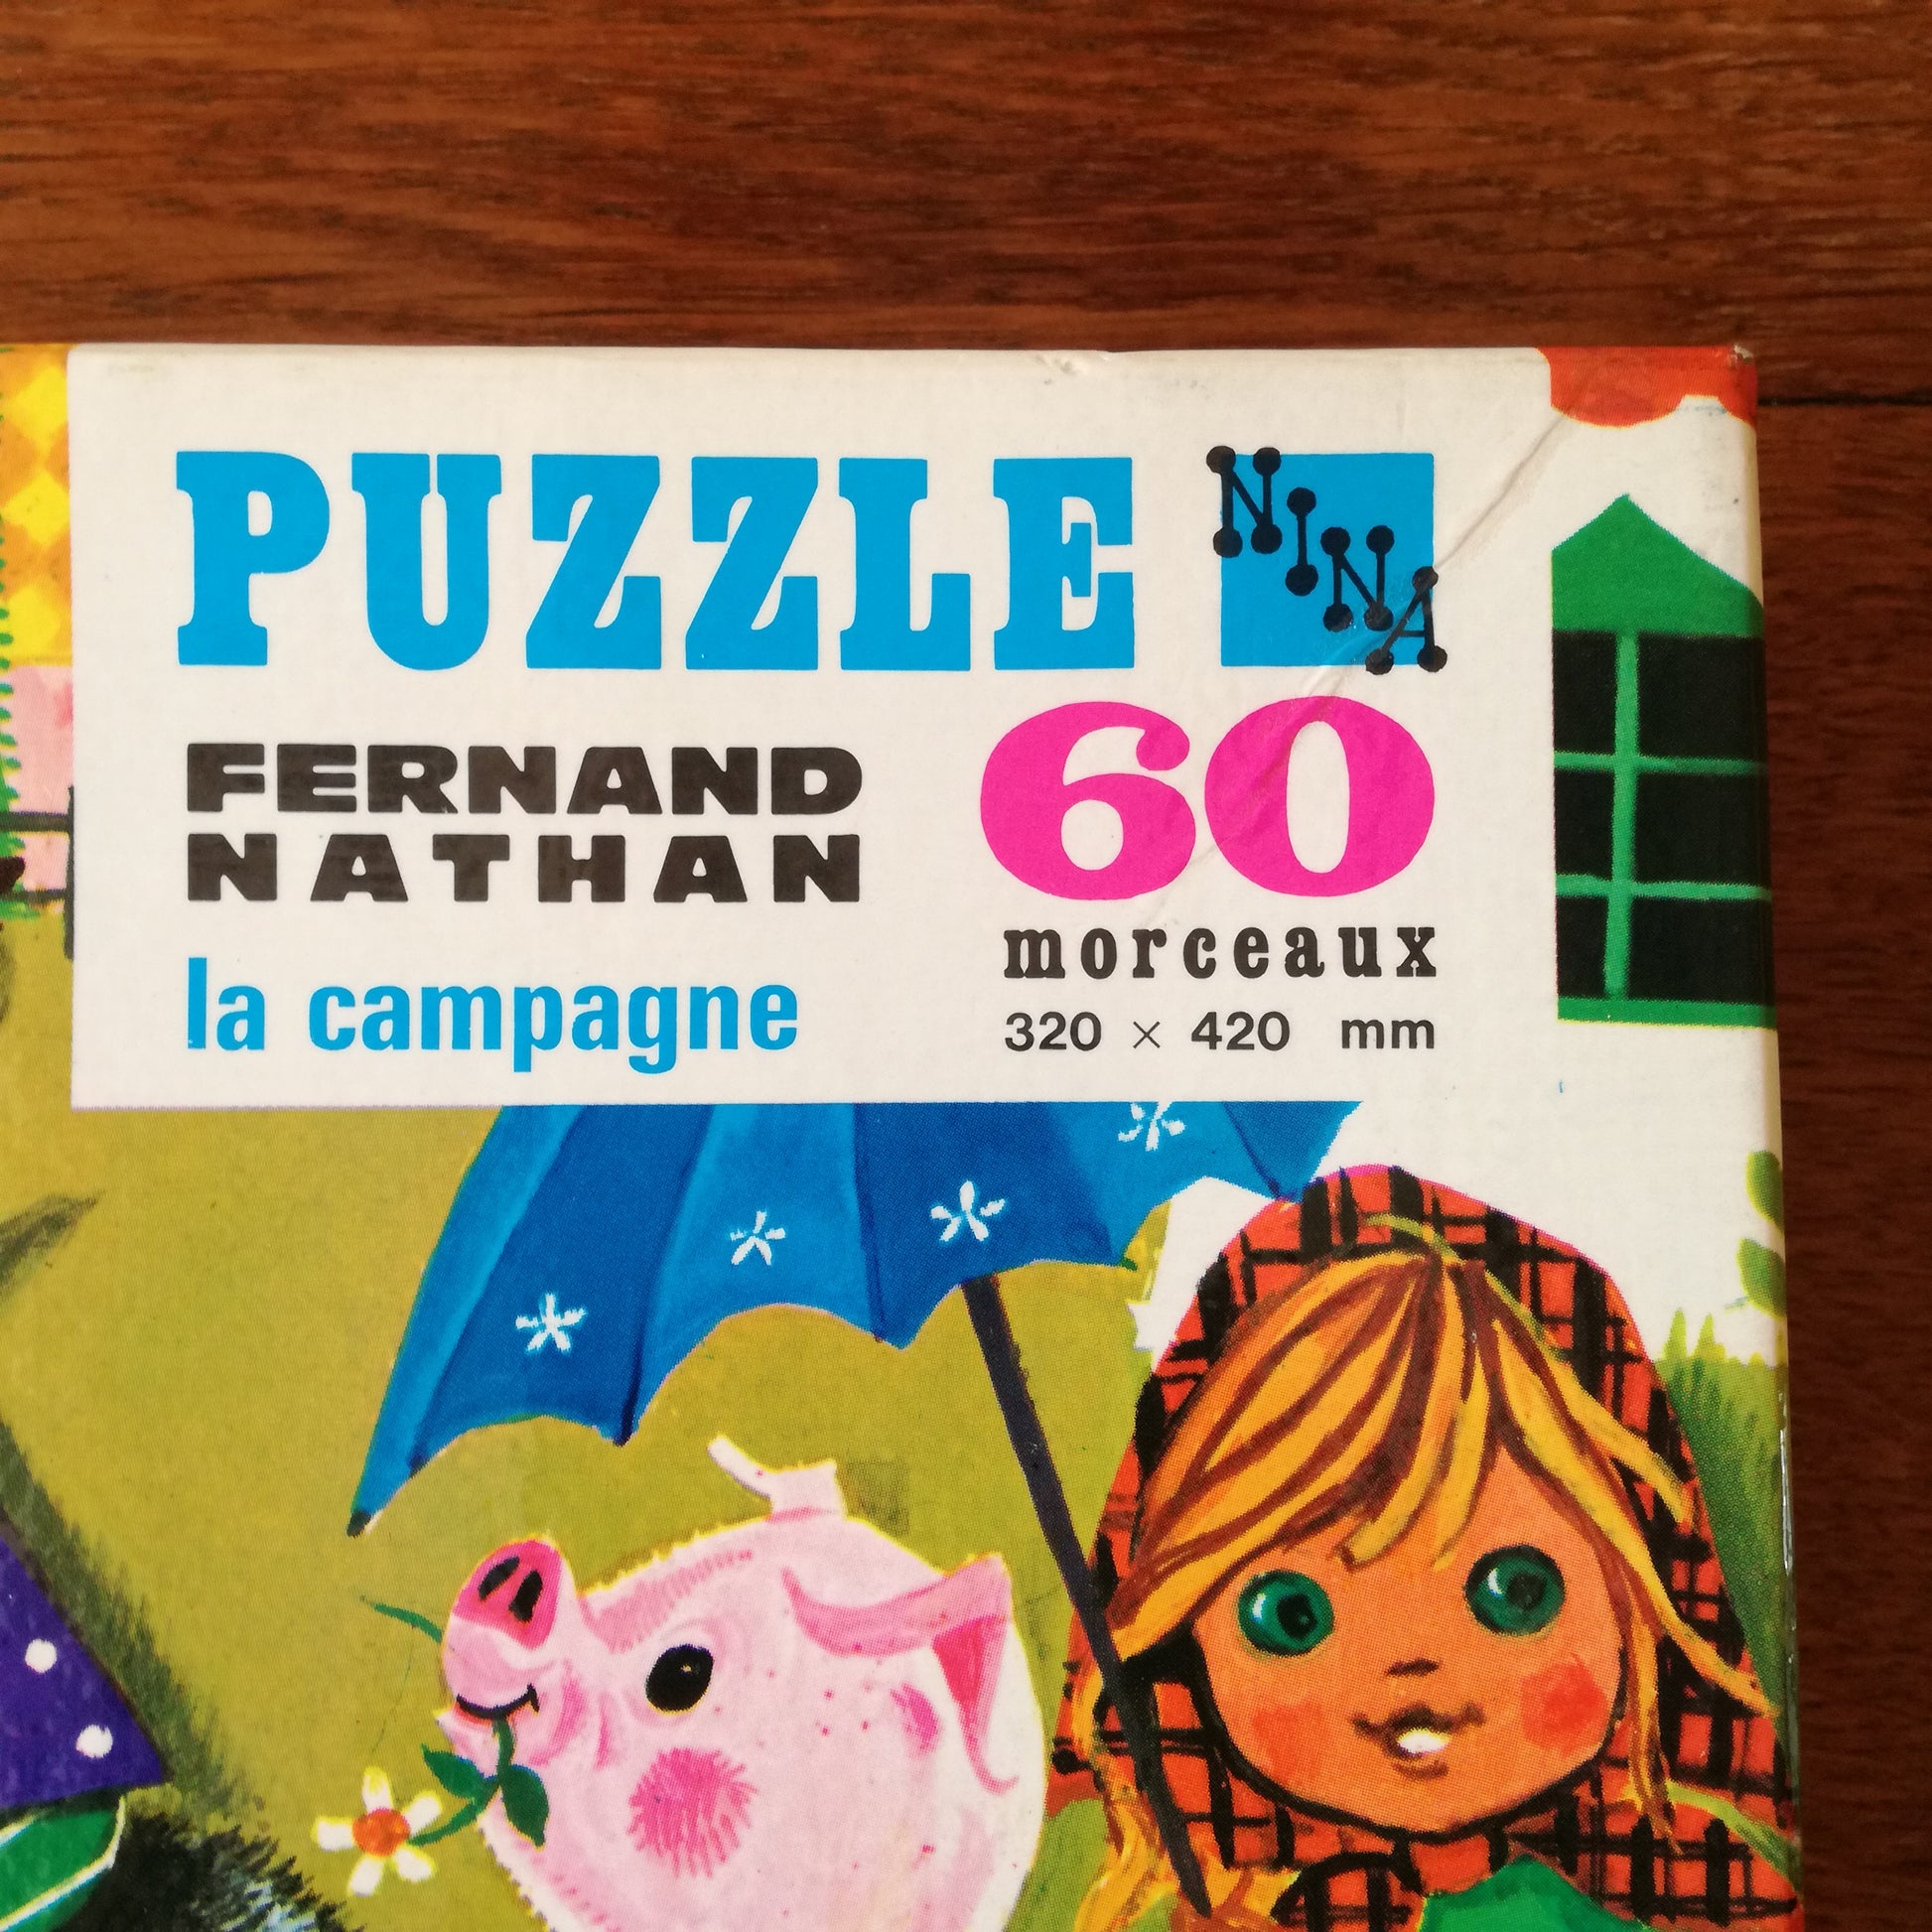 PUZZLE NINA
FERNAND
NATHAN
la campagne
60
morceaux
320 × 420 mm